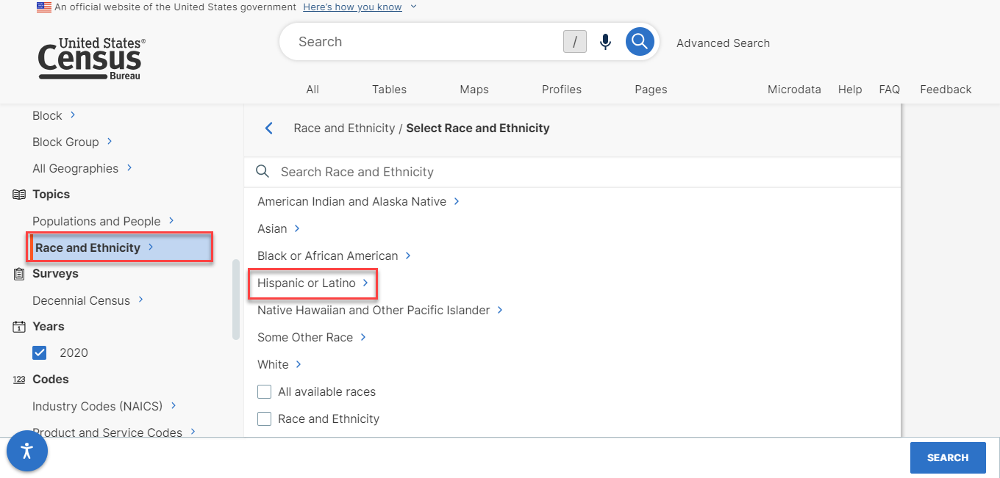 An official website of the United States government Here's how you know
United States®
Census
Bureau
Search / Advanced Search
All Tables Maps Profiles Pages Microdata Help FAQ Feedback
Block
Block Group
All Geographies
Topics
Populations and People
Race and Ethnicity
Surveys
Decennial Census
Years
2020
123 Codes
Industry Codes (NAICS)
Product and Service Codes
Race and Ethnicity / Select Race and Ethnicity
Search Race and Ethnicity
American Indian and Alaska Native
Asian
Black or African American
Hispanic or Latino
Native Hawaiian and Other Pacific Islander
Some Other Race
White
All available races
Race and Ethnicity
SEARCH